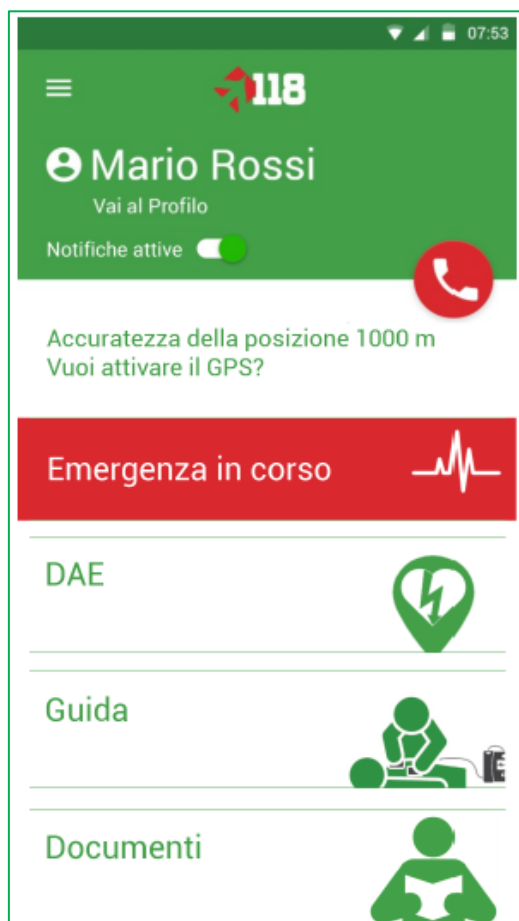 07:53
118
Mario Rossi
Vai al Profilo
Notifiche attive
Accuratezza della posizione 1000 m
Vuoi attivare il GPS?
Emergenza in corso
DAE
Guida
Documenti